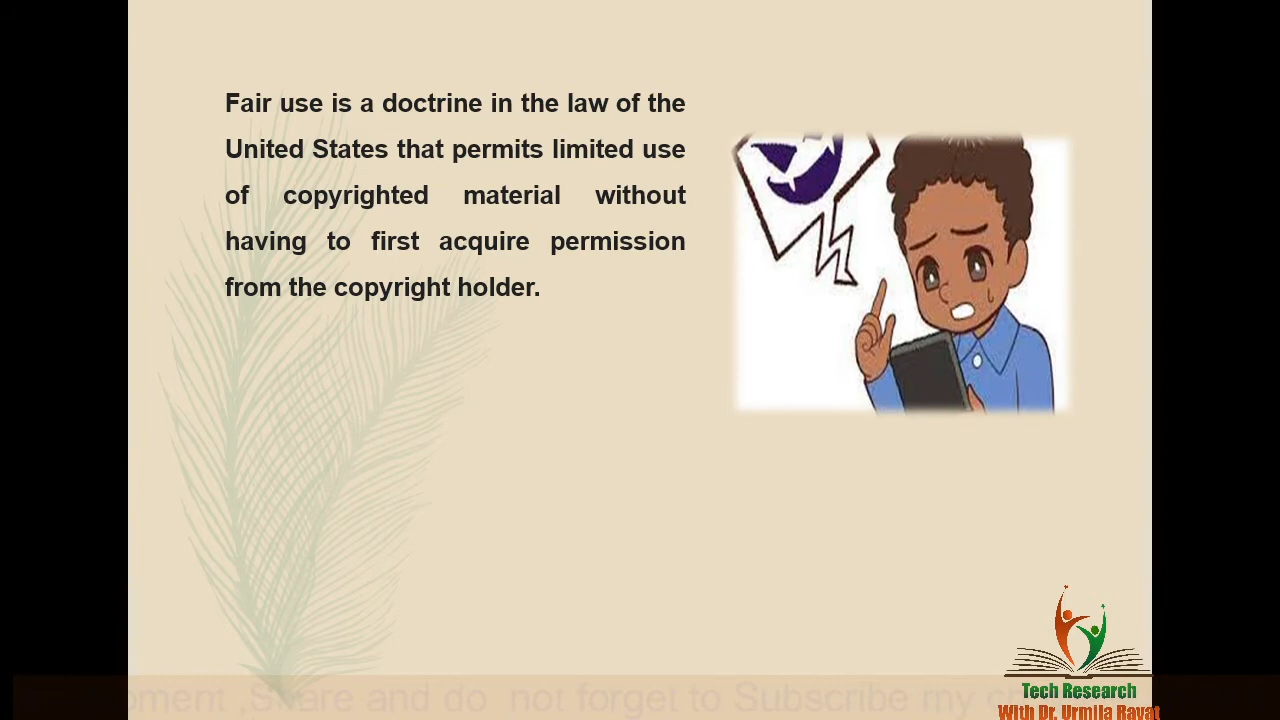 Fair use is a doctrine in the law of the
United States that permits limited use
of copyrighted material without
having to first acquire permission
from the copyright holder.
Tech Research
With Dr. Urmila Ravat
,Share and do not forget to Subscribe my